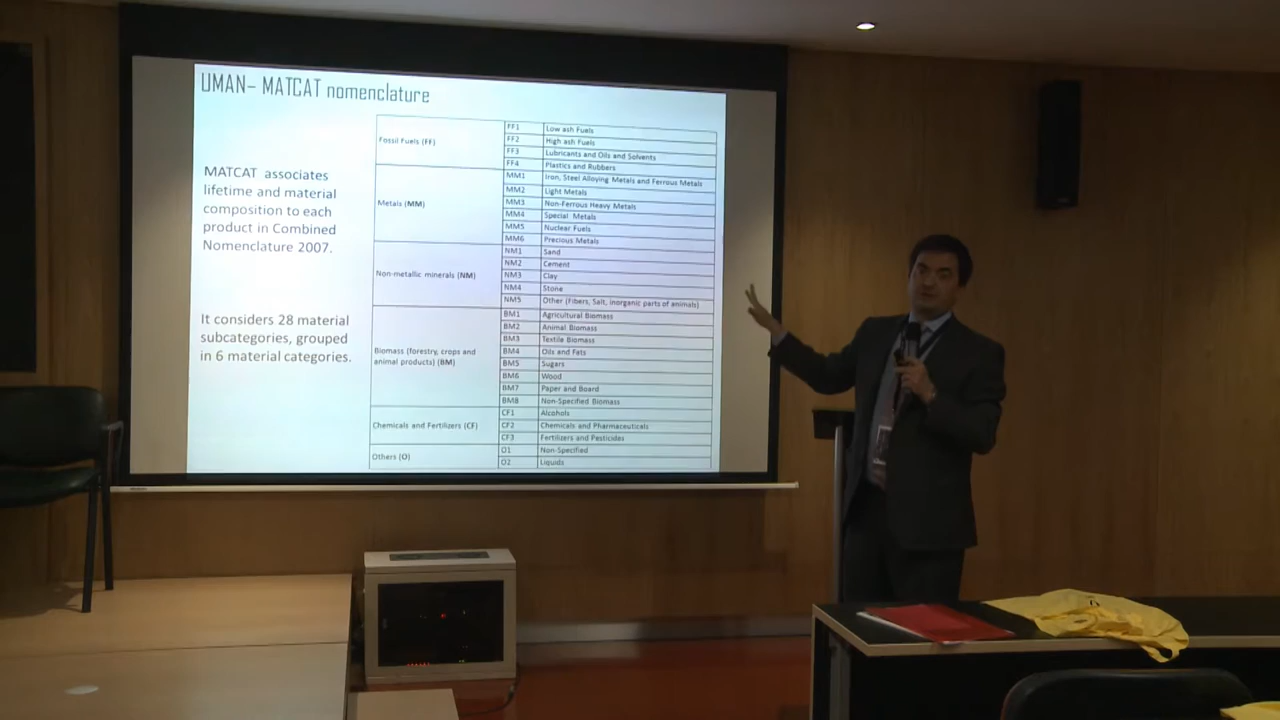 UMAN– MATCAT nomenclature
MATCAT associates
lifetime and material
composition to each
product in Combined
Nomenclature 2007.
It considers 28 material
subcategories, grouped
in 6 material categories.
Fossil Fuels (FF)
FF1 Low ash Fuels
FF2 High ash Fuels
FF3 Lubricants and Oils and Solvents
FF4 Plastics and Rubbers
Metals (MM)
MM1 Iron, Steel Alloying Metals and Ferrous Metals
MM2 Light Metals
MM3 Non-Ferrous Heavy Metals
MM4 Special Metals
MM5 Nuclear Fuels
MM6 Precious Metals
Non-metallic minerals (NM)
NM1 Sand
NM2 Cement
NM3 Clay
NM4 Stone
NM5 Other (Fibers, Salt, inorganic parts of animals)
Biomass (forestry, crops and
animal products) (BM)
BM1 Agricultural Biomass
BM2 Animal Biomass
BM3 Textile Biomass
BM4 Oils and Fats
BM5 Sugars
BM6 Wood
BM7 Paper and Board
BM8 Non-Specified Biomass
Chemicals and Fertilizers (CF)
CF1 Alcohols
CF2 Chemicals and Pharmaceuticals
CF3 Fertilizers and Pesticides
Others (O)
O1 Non-Specified
O2 Liquids